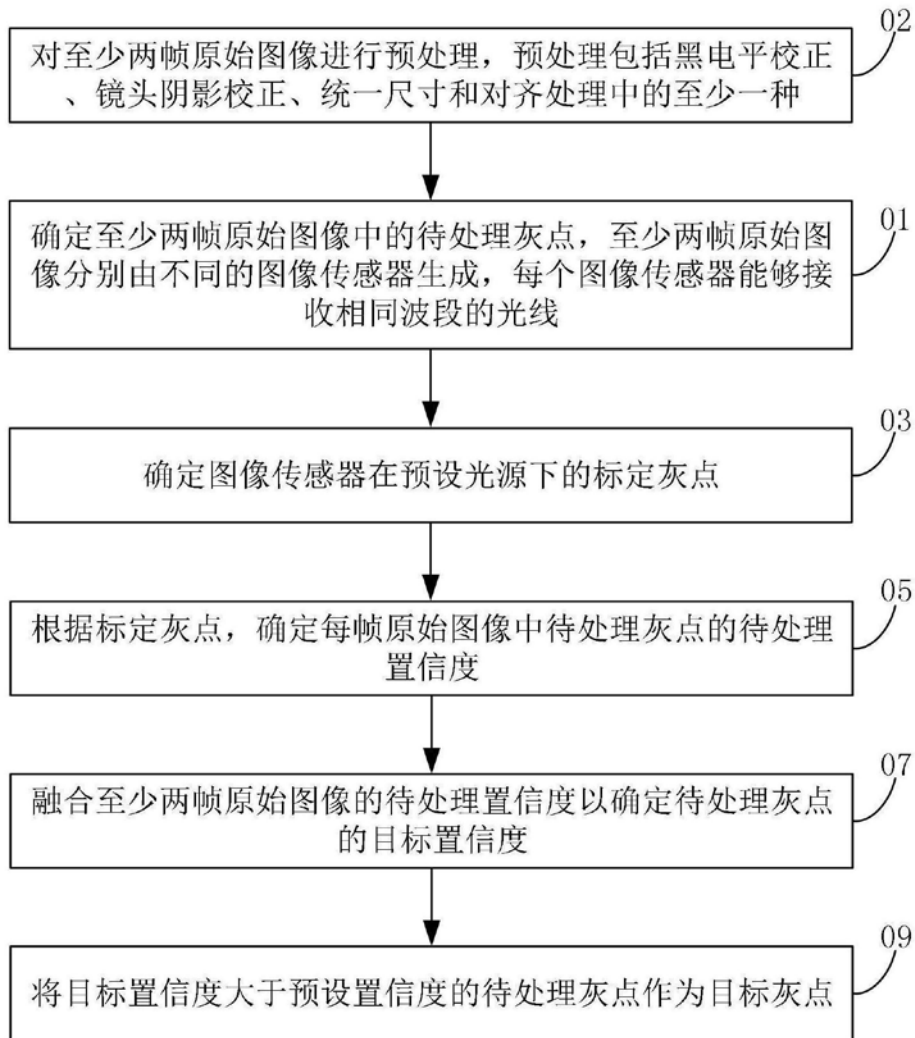 02
对至少两帧原始图像进行预处理，预处理包括黑电平校正
、镜头阴影校正、统一尺寸和对齐处理中的至少一种
01
确定至少两帧原始图像中的待处理灰点，至少两帧原始图
像分别由不同的图像传感器生成，每个图像传感器能够接
收相同波段的光线
03
确定图像传感器在预设光源下的标定灰点
05
根据标定灰点，确定每帧原始图像中待处理灰点的待处理
置信度
07
融合至少两帧原始图像的待处理置信度以确定待处理灰点
的目标置信度
09
将目标置信度大于预设置信度的待处理灰点作为目标灰点